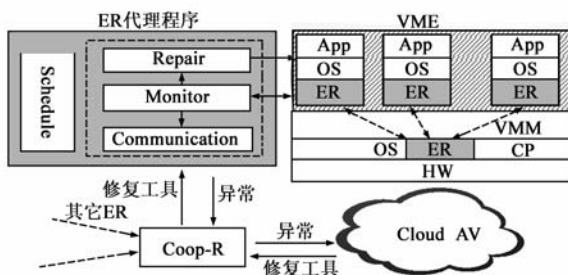 ER代理程序
Schedule
Repair
Monitor
Communication
VME
App
OS
ER
App
OS
ER
App
OS
ER
VMM
OS
ER
CP
HW
修复工具
异常
其它ER
Coop-R
异常
修复工具
Cloud AV